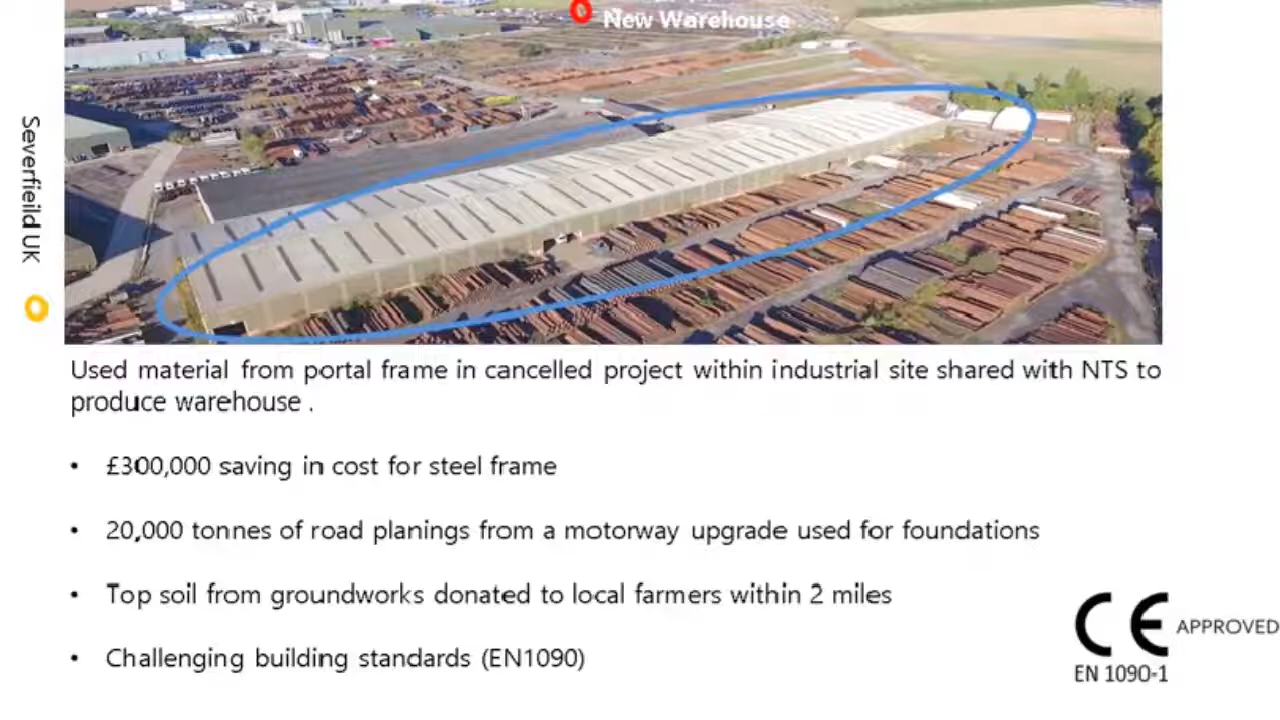 New Warehouse
Severfieild UK
Used material from portal frame in cancelled project within industrial site shared with NTS to
produce warehouse .
• £300,000 saving in cost for steel frame
• 20,000 tonnes of road planings from a motorway upgrade used for foundations
• Top soil from groundworks donated to local farmers within 2 miles
• Challenging building standards (EN1090)
CE APPROVED
EN 1090-1